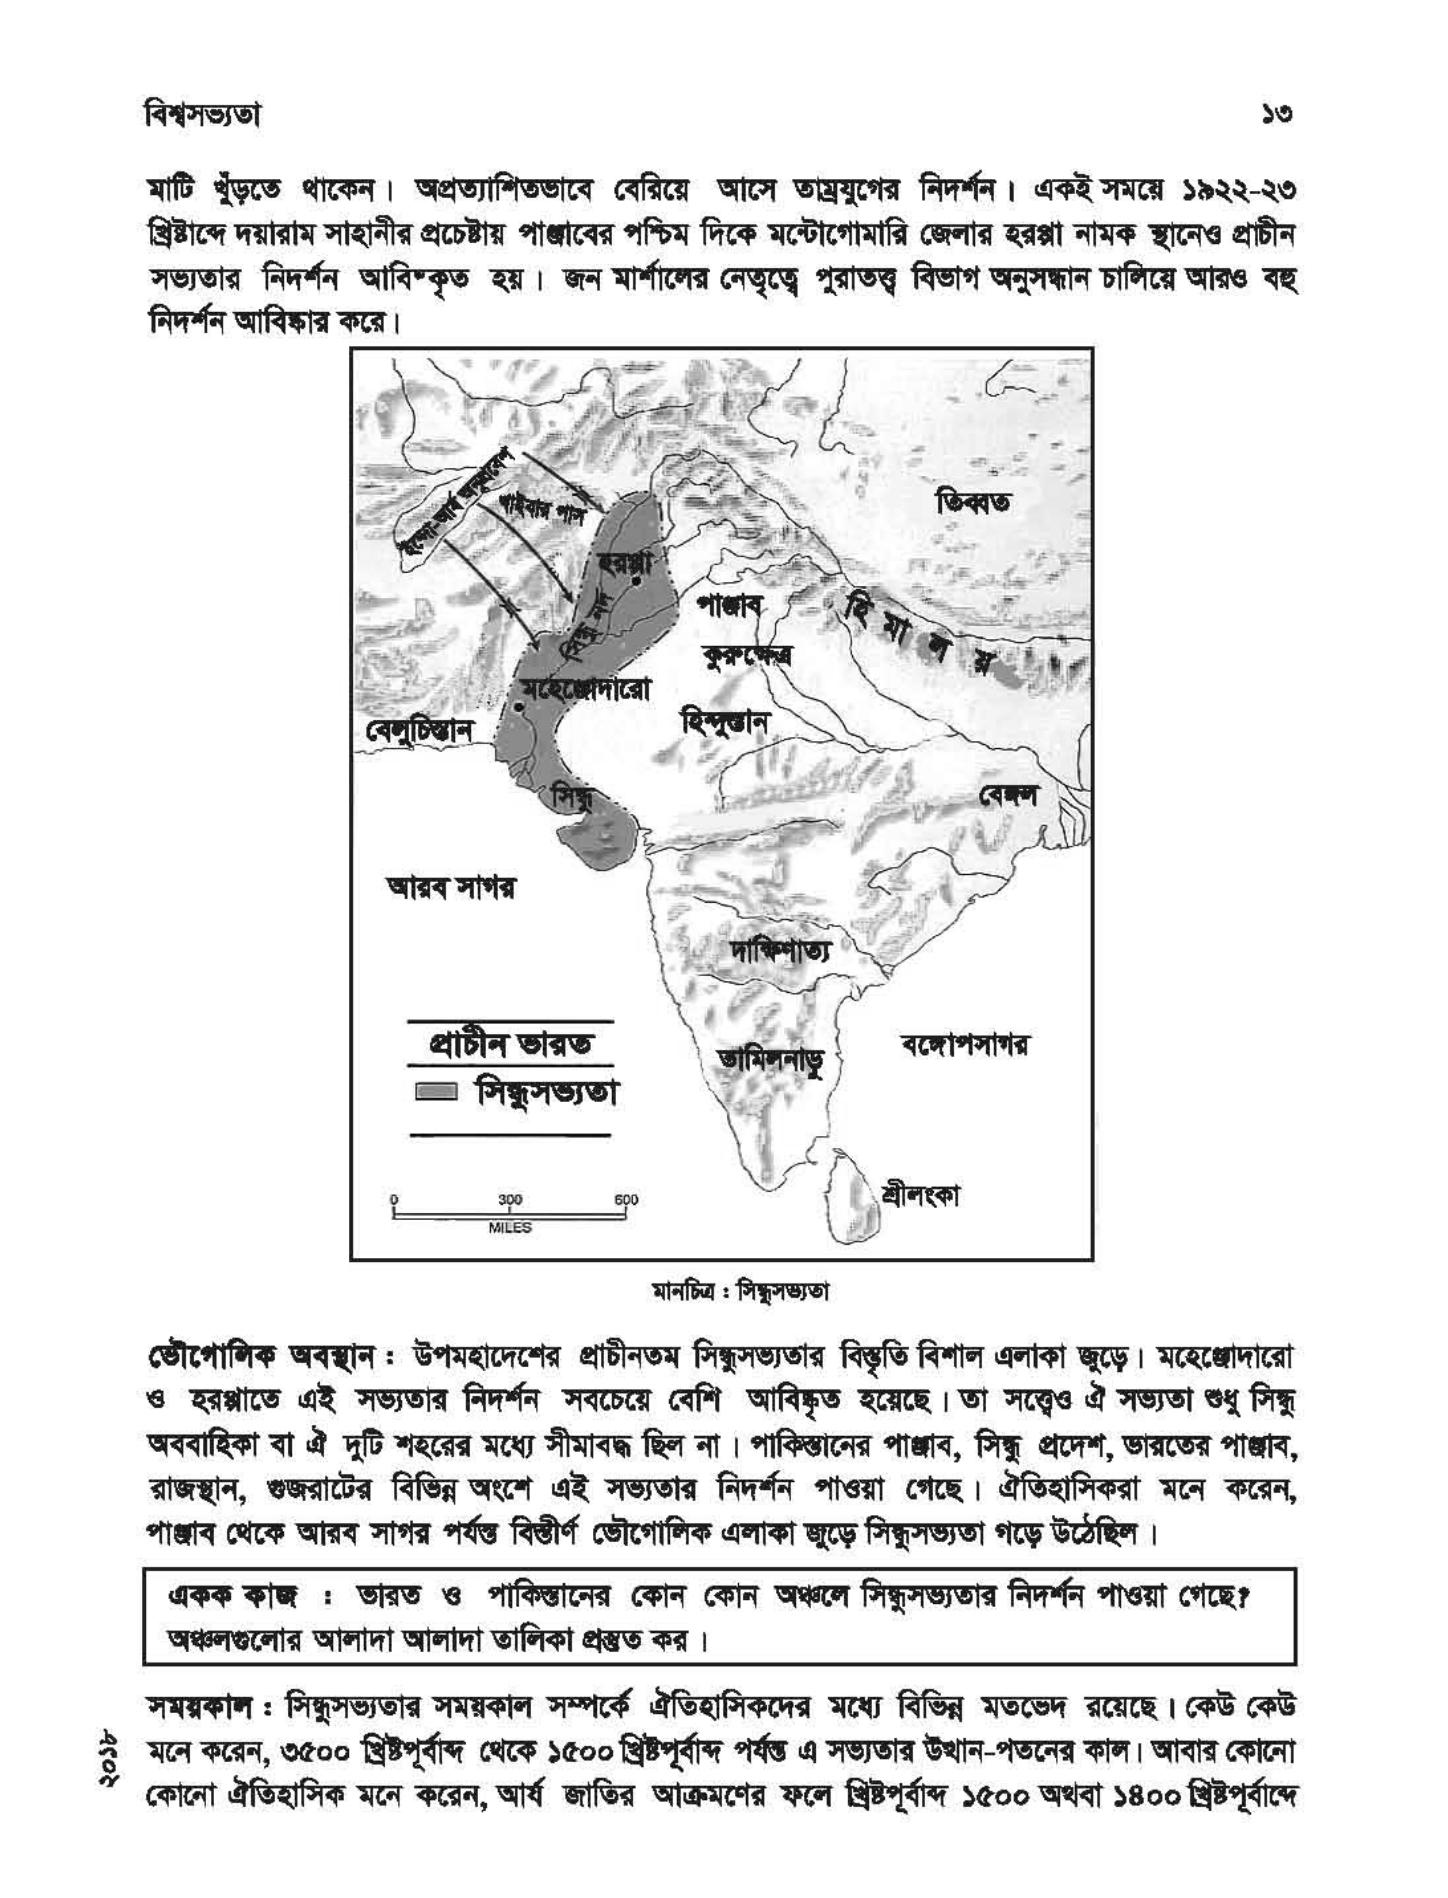 বিশ্বসভ্যতা ১৩
মাটি খুঁড়তে থাকেন। অপ্রত্যাশিতভাবে বেরিয়ে আসে তাম্রযুগের নিদর্শন। একই সময়ে ১৯২২-২৩
খ্রিষ্টাব্দে দয়ারাম সাহানীর প্রচেষ্টায় পাঞ্জাবের পশ্চিম দিকে মন্টোগোমারি জেলার হরপ্পা নামক স্থানেও প্রাচীন
সভ্যতার নিদর্শন আবিষ্কৃত হয়। জন মার্শালের নেতৃত্বে পুরাতত্ত্ব বিভাগ অনুসন্ধান চালিয়ে আরও বহু
নিদর্শন আবিষ্কার করে।
ইন্দো-আর্য অনুপ্রবেশ
খাইবার পাস
তিব্বত
হরপ্পা
সিন্ধু নদ
পাঞ্জাব
হিমালয়
কুরুক্ষেত্র
মহেঞ্জোদারো
হিন্দুস্তান
বেলুচিস্তান
সিন্ধু
বেঙ্গল
আরব সাগর
দাক্ষিণাত্য
প্রাচীন ভারত
সিন্ধুসভ্যতা
তামিলনাড়ু
বঙ্গোপসাগর
শ্রীলংকা
0 300 600
MILES
মানচিত্র : সিন্ধুসভ্যতা
ভৌগোলিক অবস্থান : উপমহাদেশের প্রাচীনতম সিন্ধুসভ্যতার বিস্তৃতি বিশাল এলাকা জুড়ে। মহেঞ্জোদারো
ও হরপ্পাতে এই সভ্যতার নিদর্শন সবচেয়ে বেশি আবিষ্কৃত হয়েছে। তা সত্ত্বেও ঐ সভ্যতা শুধু সিন্ধু
অববাহিকা বা ঐ দুটি শহরের মধ্যে সীমাবদ্ধ ছিল না। পাকিস্তানের পাঞ্জাব, সিন্ধু প্রদেশ, ভারতের পাঞ্জাব,
রাজস্থান, গুজরাটের বিভিন্ন অংশে এই সভ্যতার নিদর্শন পাওয়া গেছে। ঐতিহাসিকরা মনে করেন,
পাঞ্জাব থেকে আরব সাগর পর্যন্ত বিস্তীর্ণ ভৌগোলিক এলাকা জুড়ে সিন্ধুসভ্যতা গড়ে উঠেছিল।
একক কাজ : ভারত ও পাকিস্তানের কোন কোন অঞ্চলে সিন্ধুসভ্যতার নিদর্শন পাওয়া গেছে?
অঞ্চলগুলোর আলাদা আলাদা তালিকা প্রস্তুত কর।
সময়কাল : সিন্ধুসভ্যতার সময়কাল সম্পর্কে ঐতিহাসিকদের মধ্যে বিভিন্ন মতভেদ রয়েছে। কেউ কেউ
মনে করেন, ৩৫০০ খ্রিষ্টপূর্বাব্দ থেকে ১৫০০ খ্রিষ্টপূর্বাব্দ পর্যন্ত এ সভ্যতার উত্থান-পতনের কাল। আবার কোনো
কোনো ঐতিহাসিক মনে করেন, আর্য জাতির আক্রমণের ফলে খ্রিষ্টপূর্বাব্দ ১৫০০ অথবা ১৪০০ খ্রিষ্টপূর্বাব্দে
২০১৮